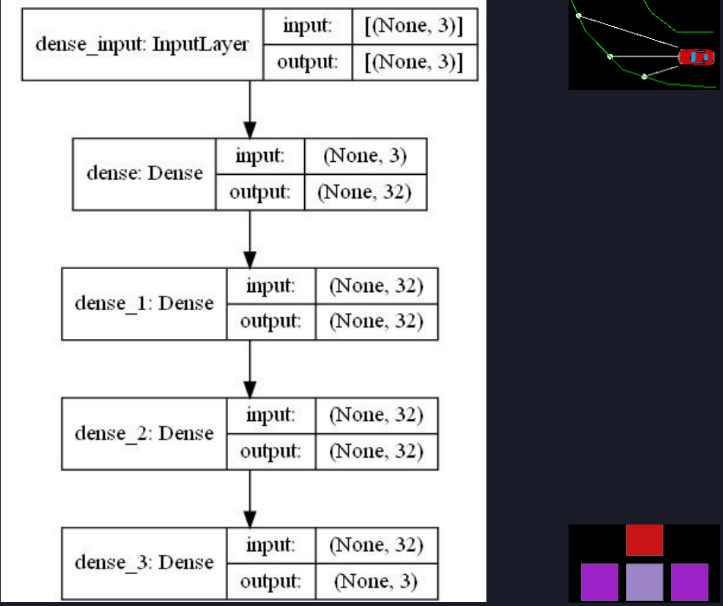 dense_input: InputLayer
input: [(None, 3)]
output: [(None, 3)]
dense: Dense
input: (None, 3)
output: (None, 32)
dense_1: Dense
input: (None, 32)
output: (None, 32)
dense_2: Dense
input: (None, 32)
output: (None, 32)
dense_3: Dense
input: (None, 32)
output: (None, 3)